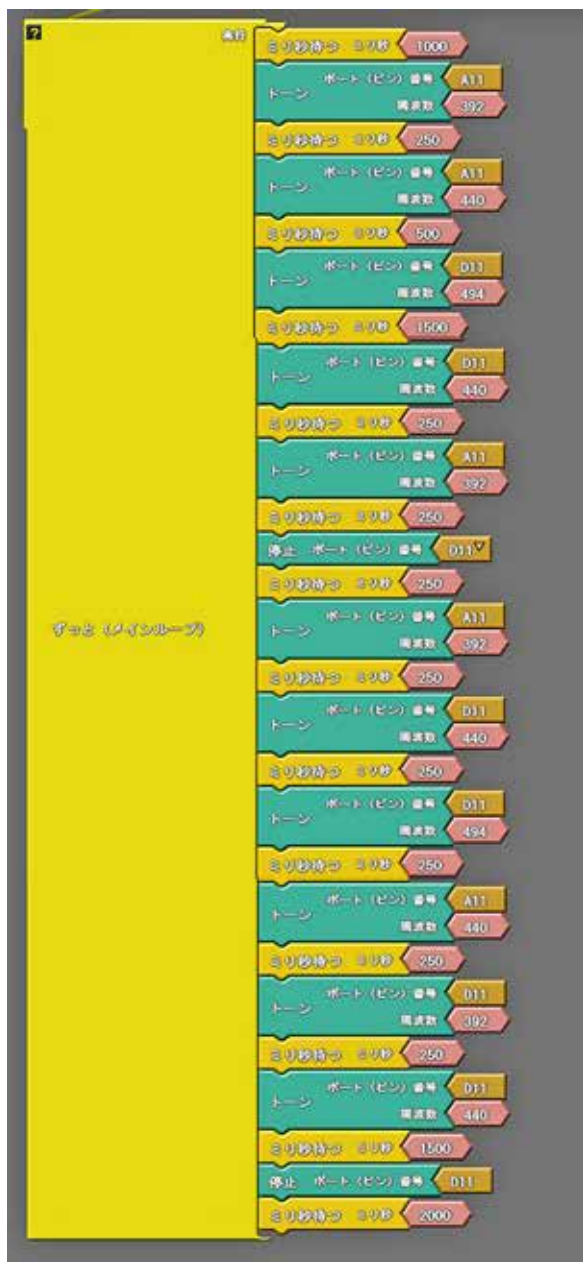 ?
実行
ミリ秒待つ ミリ秒 1000
ポート (ピン) 番号 A11
トーン
周波数 392
ミリ秒待つ ミリ秒 250
ポート (ピン) 番号 A11
トーン
周波数 440
ミリ秒待つ ミリ秒 500
ポート (ピン) 番号 D11
トーン
周波数 494
ミリ秒待つ ミリ秒 1500
ポート (ピン) 番号 D11
トーン
周波数 440
ミリ秒待つ ミリ秒 250
ポート (ピン) 番号 A11
トーン
周波数 392
ミリ秒待つ ミリ秒 250
停止 ポート (ピン) 番号 D11
ミリ秒待つ ミリ秒 250
ずっと (メインループ)
ポート (ピン) 番号 A11
トーン
周波数 392
ミリ秒待つ ミリ秒 250
ポート (ピン) 番号 D11
トーン
周波数 440
ミリ秒待つ ミリ秒 250
ポート (ピン) 番号 D11
トーン
周波数 494
ミリ秒待つ ミリ秒 250
ポート (ピン) 番号 A11
トーン
周波数 440
ミリ秒待つ ミリ秒 250
ポート (ピン) 番号 D11
トーン
周波数 392
ミリ秒待つ ミリ秒 250
ポート (ピン) 番号 D11
トーン
周波数 440
ミリ秒待つ ミリ秒 1500
停止 ポート (ピン) 番号 D11
ミリ秒待つ ミリ秒 2000